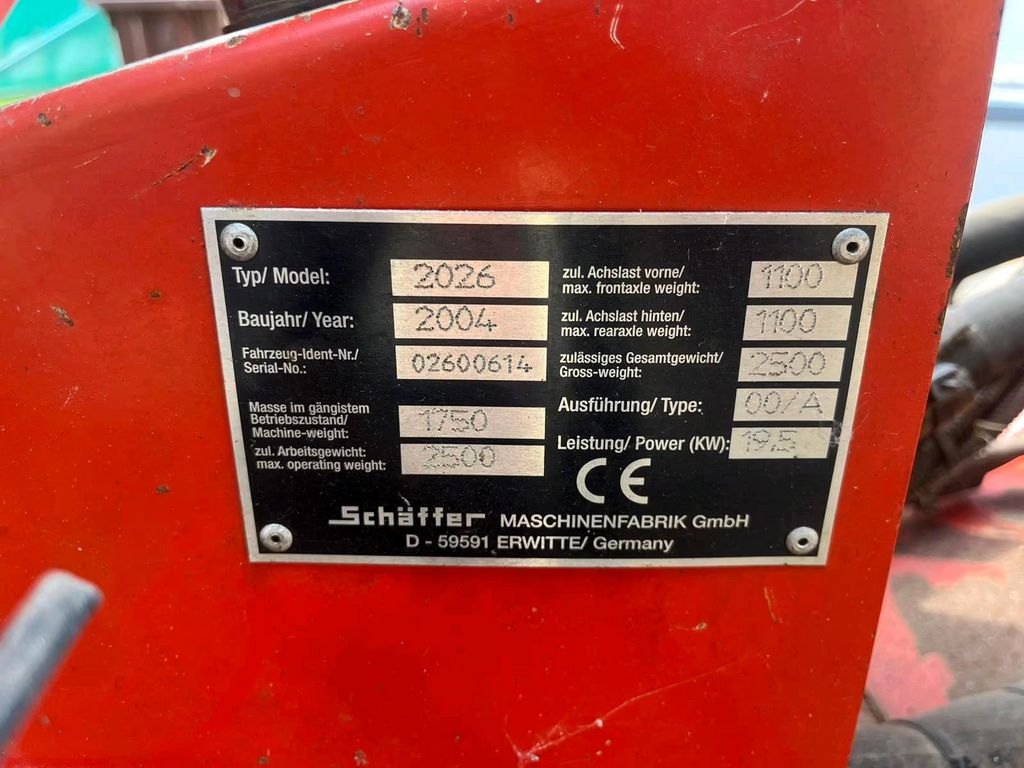 Typ/ Model: 2026
Baujahr/ Year: 2004
Fahrzeug-Ident-Nr./
Serial-No.: 02600614
Masse im gängistem
Betriebszustand/
Machine-weight: 1750
zul. Arbeitsgewicht:
max. operating weight: 2500
zul. Achslast vorne/
max. frontaxle weight: 1100
zul. Achslast hinten/
max. rearaxle weight: 1100
zulässiges Gesamtgewicht/
Gross-weight: 2500
Ausführung/ Type: 00/A
Leistung/ Power (KW): 19.5
CE
Schäffer MASCHINENFABRIK GmbH
D - 59591 ERWITTE/ Germany